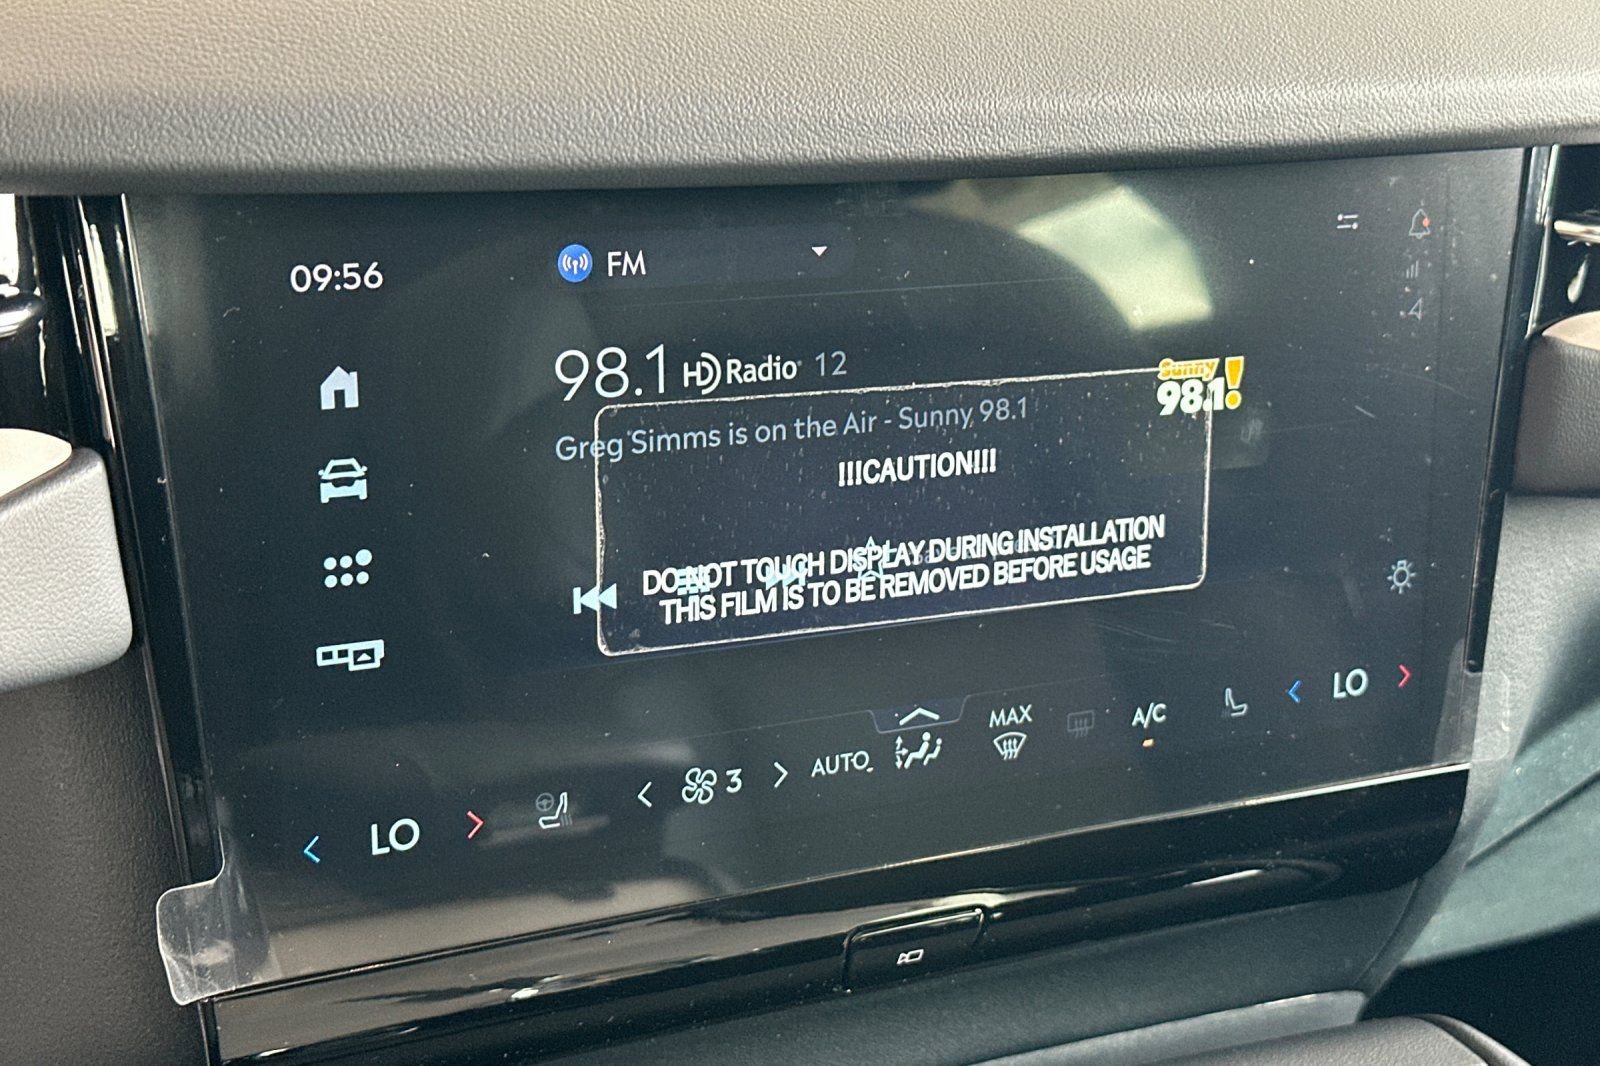 09:56
FM
98.1 HD Radio 12
Sunny
98.1!
Greg Simms is on the Air - Sunny 98.1
!!!CAUTION!!!
DO NOT TOUCH DISPLAY DURING INSTALLATION
THIS FILM IS TO BE REMOVED BEFORE USAGE
MAX
A/C
LO
AUTO
3
LO